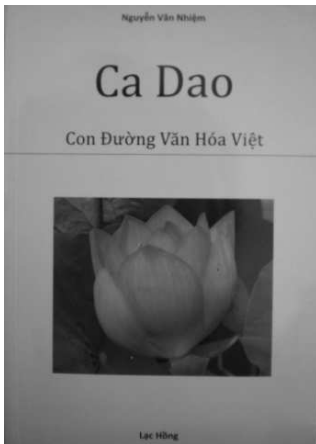 Nguyễn Văn Nhiệm
Ca Dao
Con Đường Văn Hóa Việt
Lạc Hồng